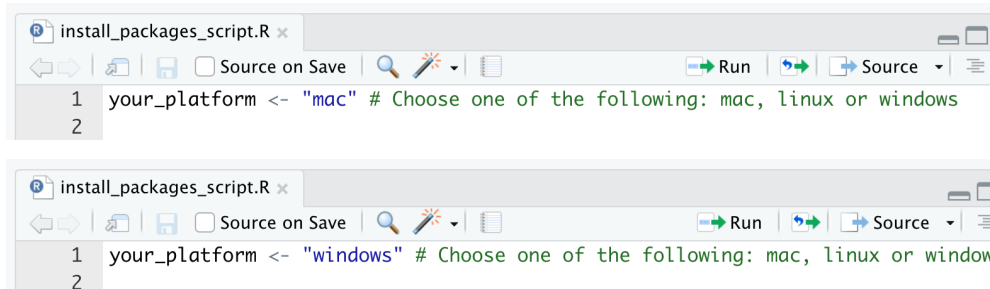 install_packages_script.R
Source on Save Run Source
1 your_platform <- "mac" # Choose one of the following: mac, linux or windows
2
install_packages_script.R
Source on Save Run Source
1 your_platform <- "windows" # Choose one of the following: mac, linux or window
2